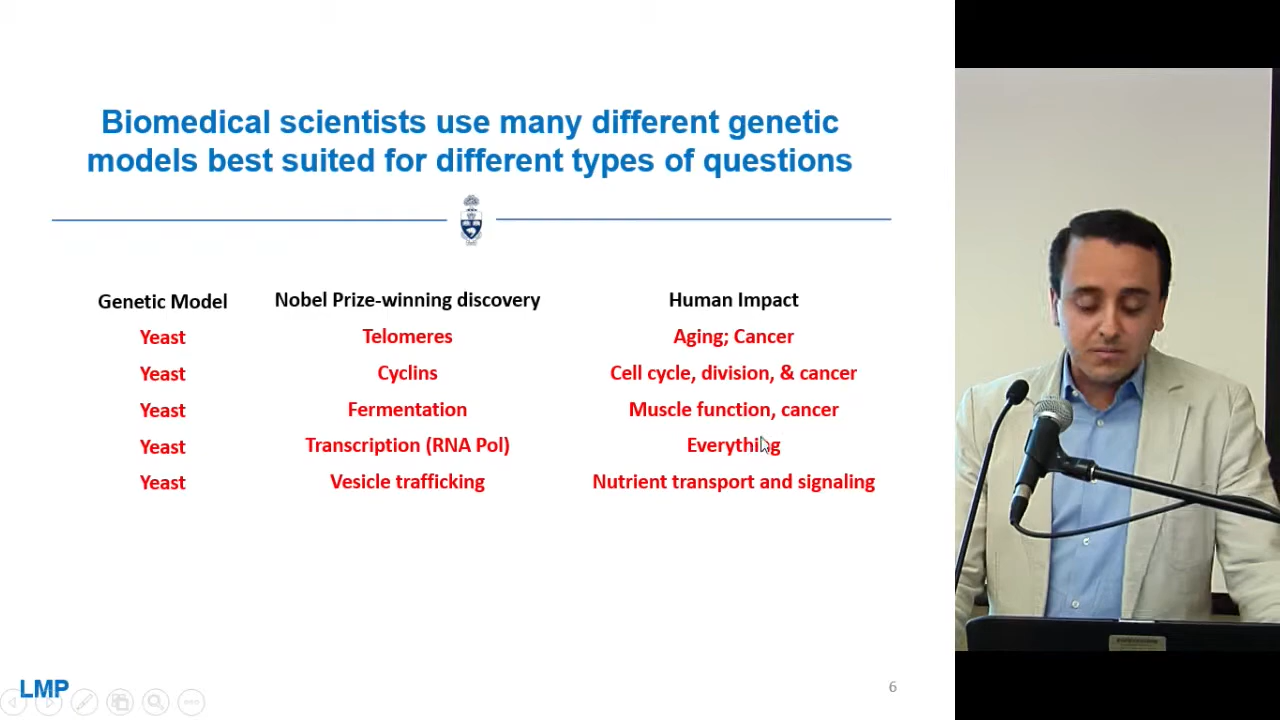 Biomedical scientists use many different genetic
models best suited for different types of questions
Genetic Model Nobel Prize-winning discovery Human Impact
Yeast Telomeres Aging; Cancer
Yeast Cyclins Cell cycle, division, & cancer
Yeast Fermentation Muscle function, cancer
Yeast Transcription (RNA Pol) Everything
Yeast Vesicle trafficking Nutrient transport and signaling
LMP 6